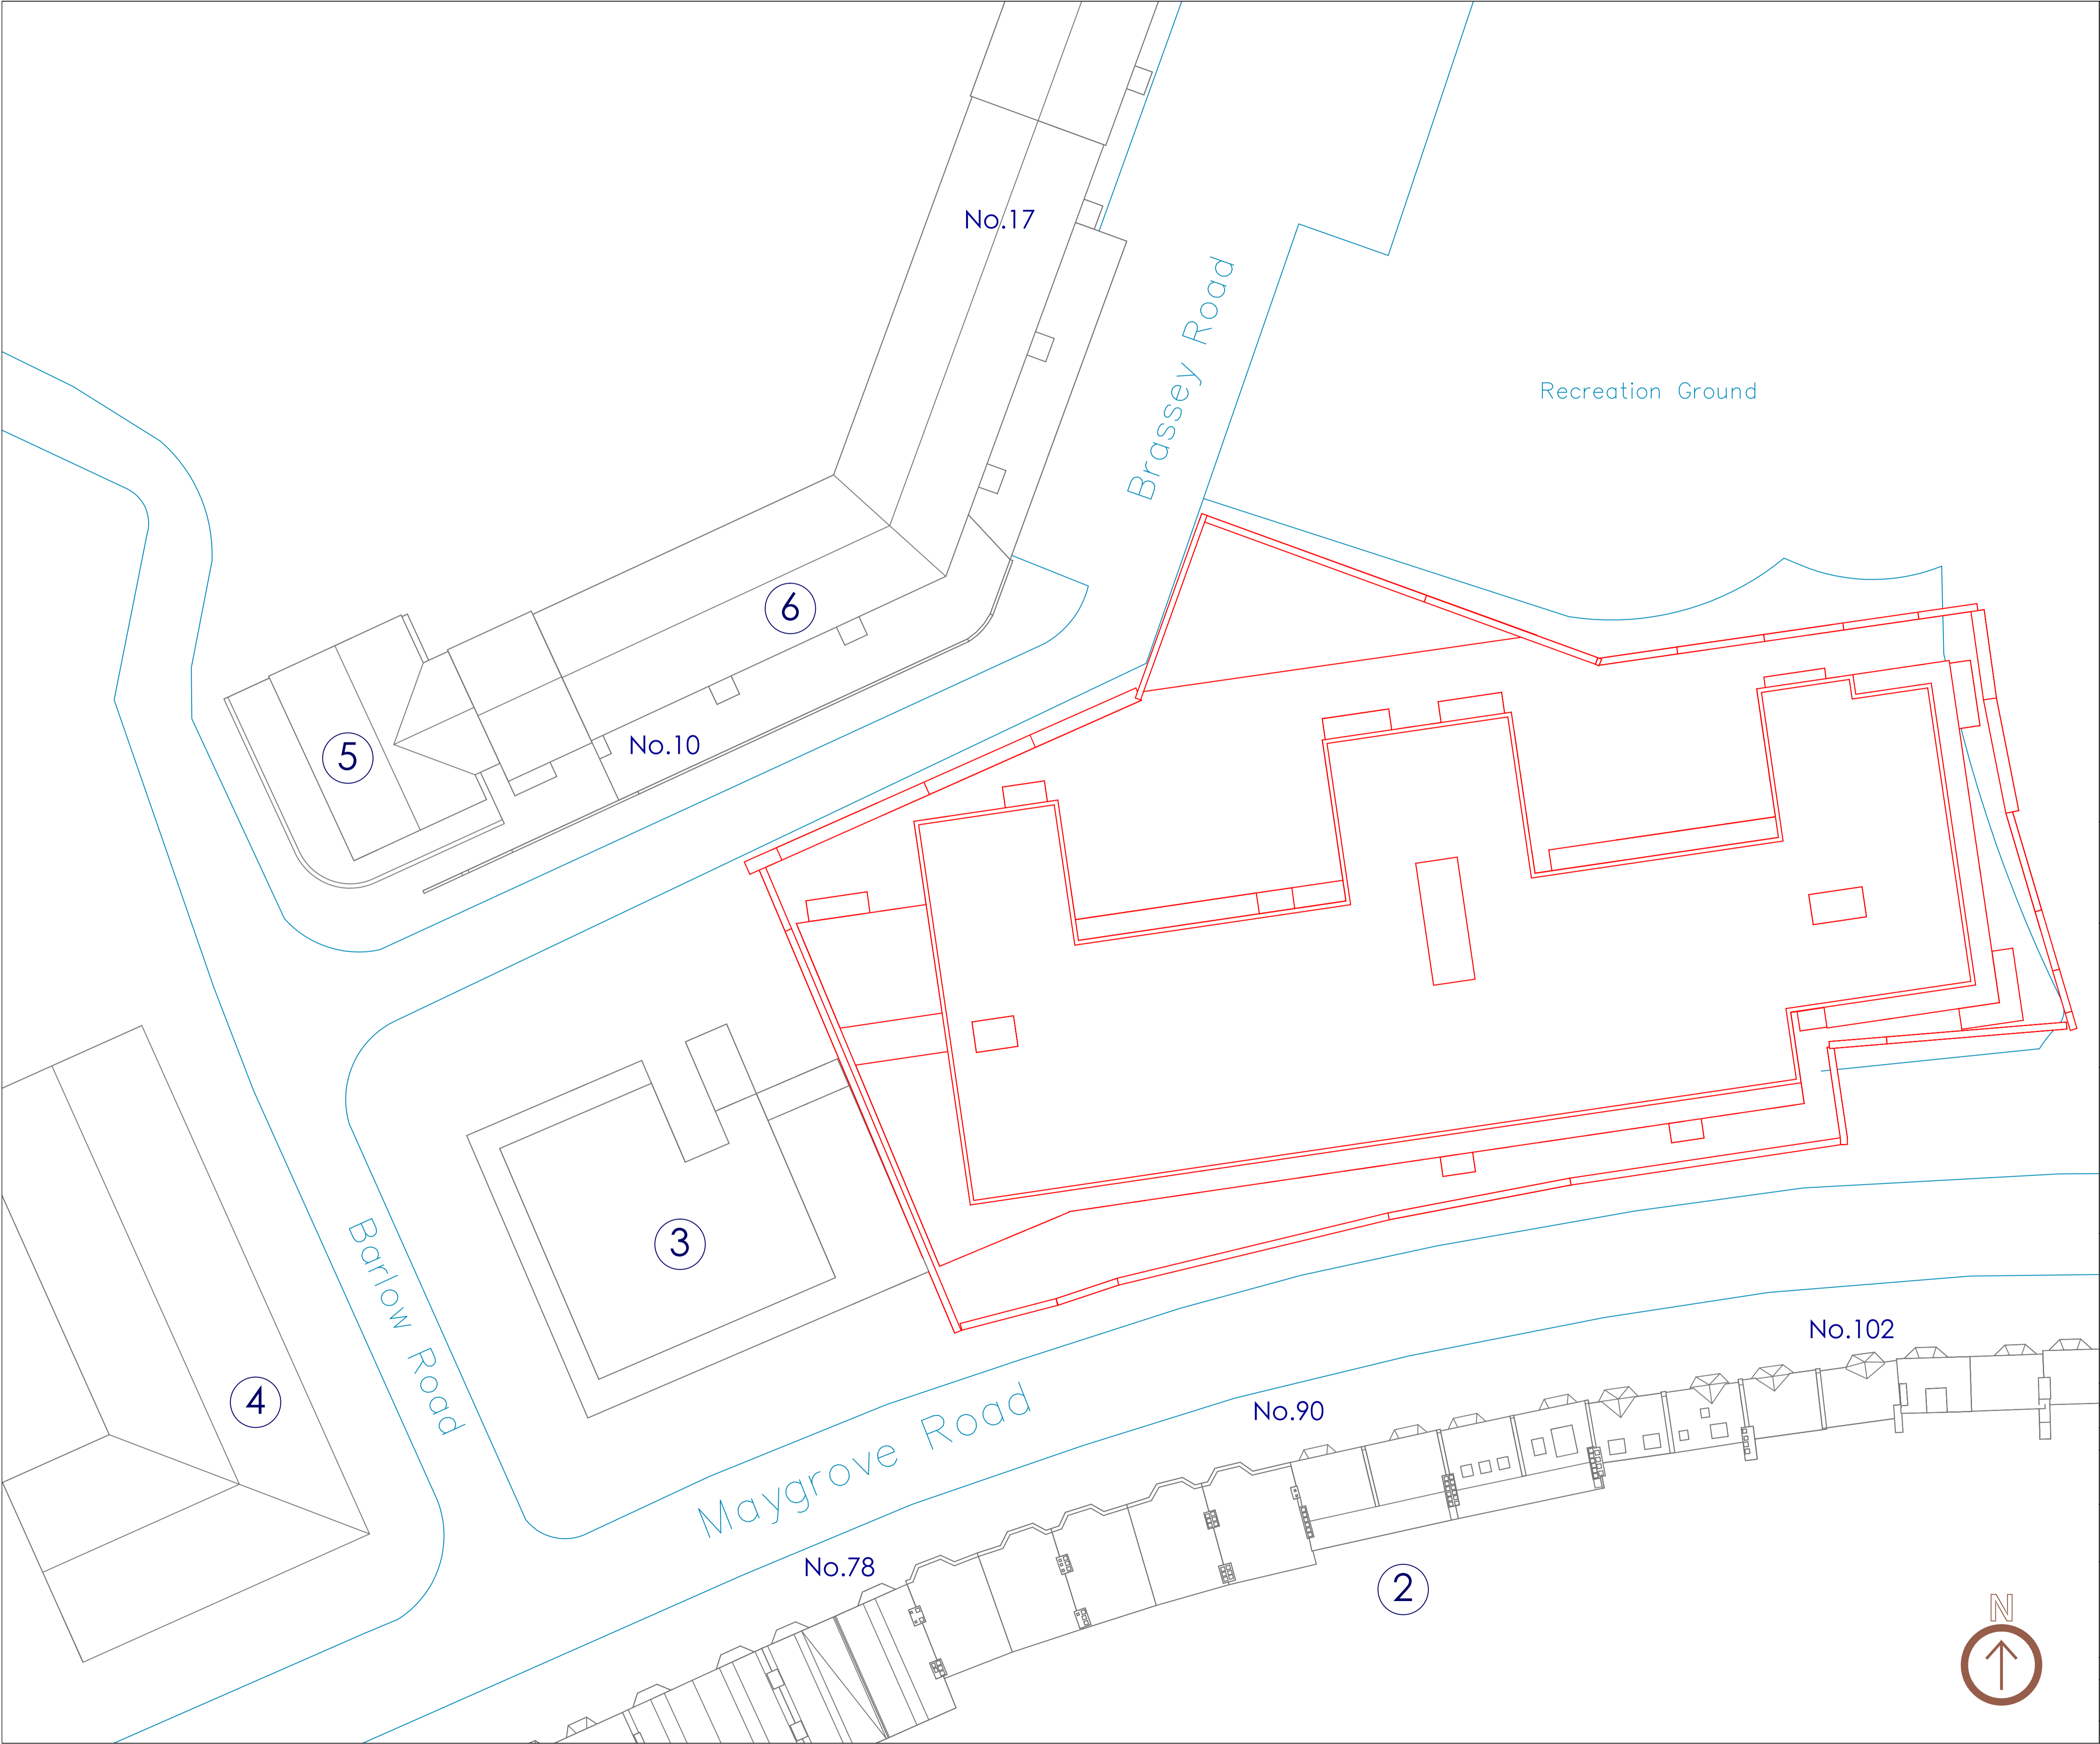 No.17
Brassey Road
Recreation Ground
6
No.10
5
3
Barlow Road
4
No.102
No.90
Maygrove Road
No.78
2
N